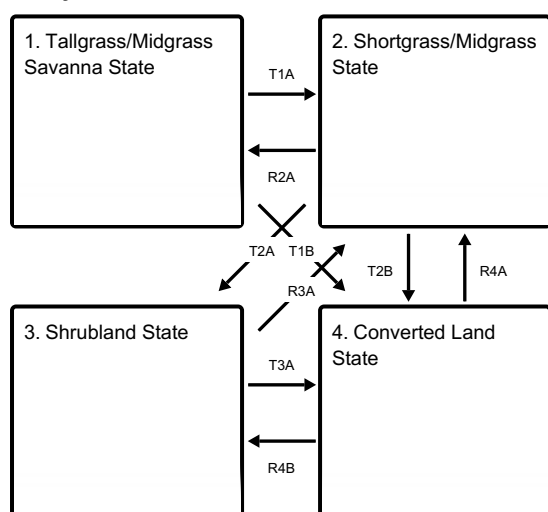 1. Tallgrass/Midgrass
Savanna State
2. Shortgrass/Midgrass
State
T1A
R2A
T2A
T1B
R3A
T2B
R4A
3. Shrubland State
4. Converted Land
State
T3A
R4B